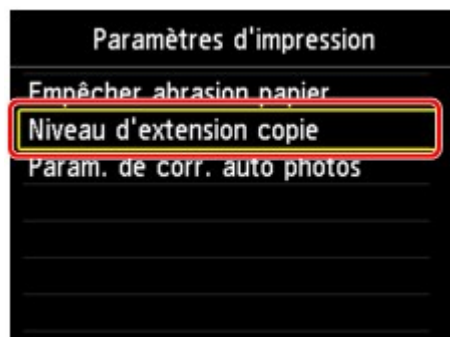 Paramètres d'impression
Empêcher abrasion papier
Niveau d'extension copie
Param. de corr. auto photos